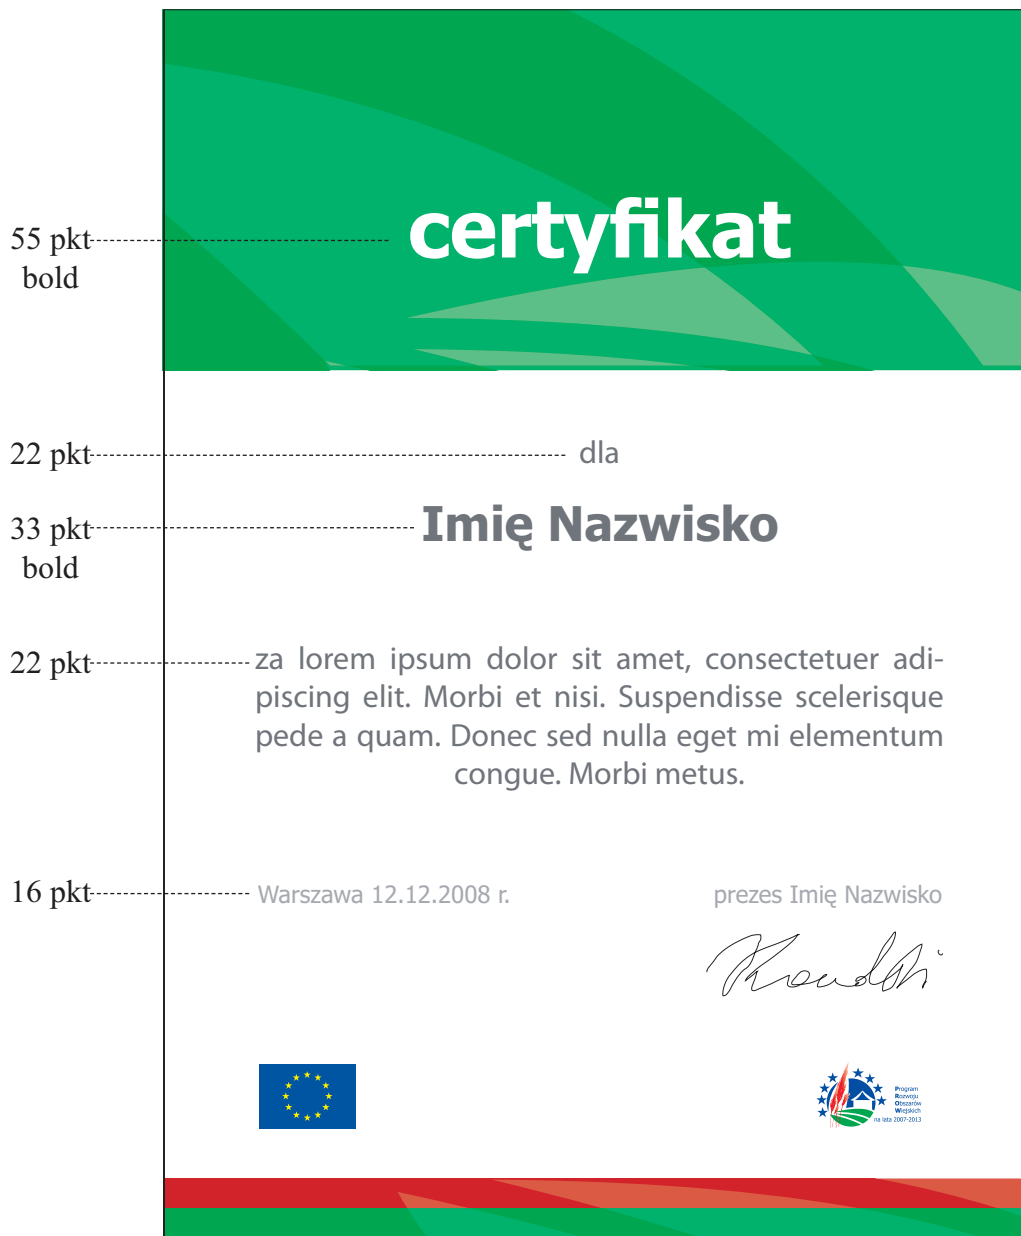 certyfikat
55 pkt
bold
22 pkt
dla
33 pkt
bold
Imię Nazwisko
22 pkt
za lorem ipsum dolor sit amet, consectetuer adi-
piscing elit. Morbi et nisi. Suspendisse scelerisque
pede a quam. Donec sed nulla eget mi elementum
congue. Morbi metus.
16 pkt
Warszawa 12.12.2008 r.
prezes Imię Nazwisko
Program
Rozwoju
Obszarów
Wiejskich
na lata 2007-2013